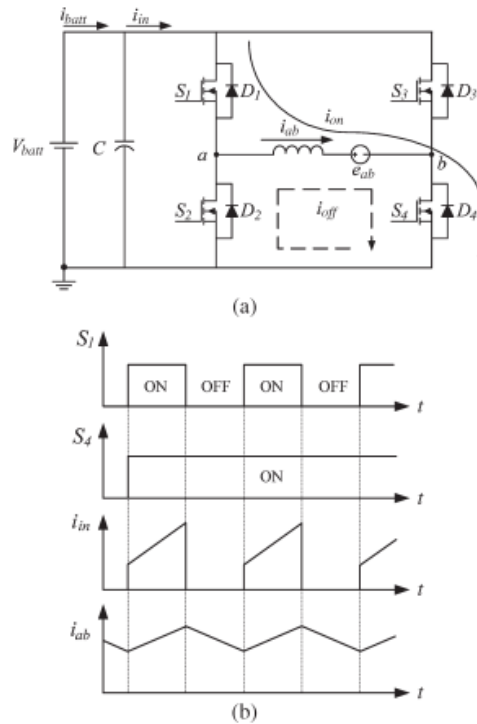 i_batt i_in
S_1 D_1 S_3 D_3
i_on
i_ab
V_batt C a b
e_ab
S_2 D_2 i_off S_4 D_4
(a)
S_1
ON OFF ON OFF
t
S_4
ON
t
i_in
t
i_ab
t
(b)